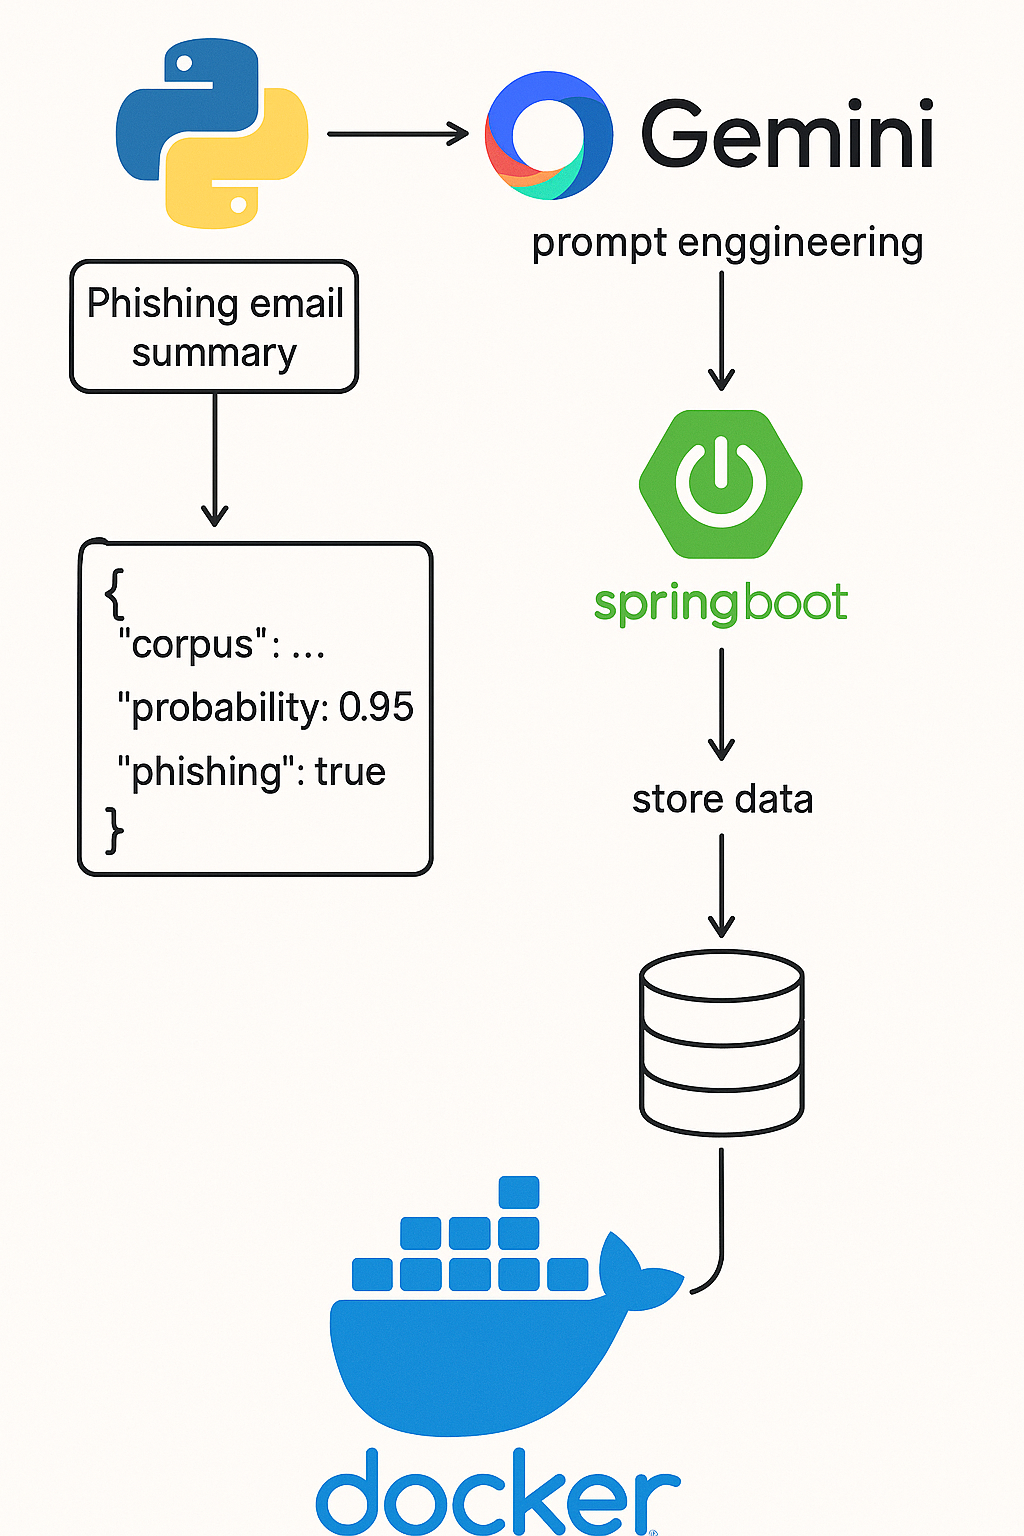 Gemini
prompt enggineering
Phishing email
summary
{
"corpus": ...
"probability: 0.95
"phishing": true
}
springboot
store data
docker